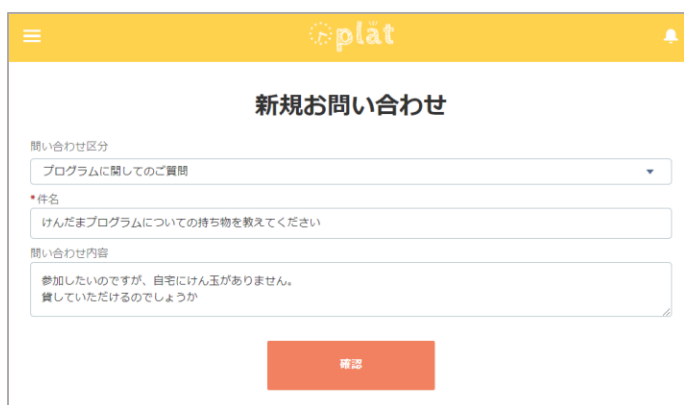 plät
新規お問い合わせ
問い合わせ区分
プログラムに関してのご質問
*件名
けんだまプログラムについての持ち物を教えてください
問い合わせ内容
参加したいのですが、自宅にけん玉がありません。
貸していただけるのでしょうか
確認